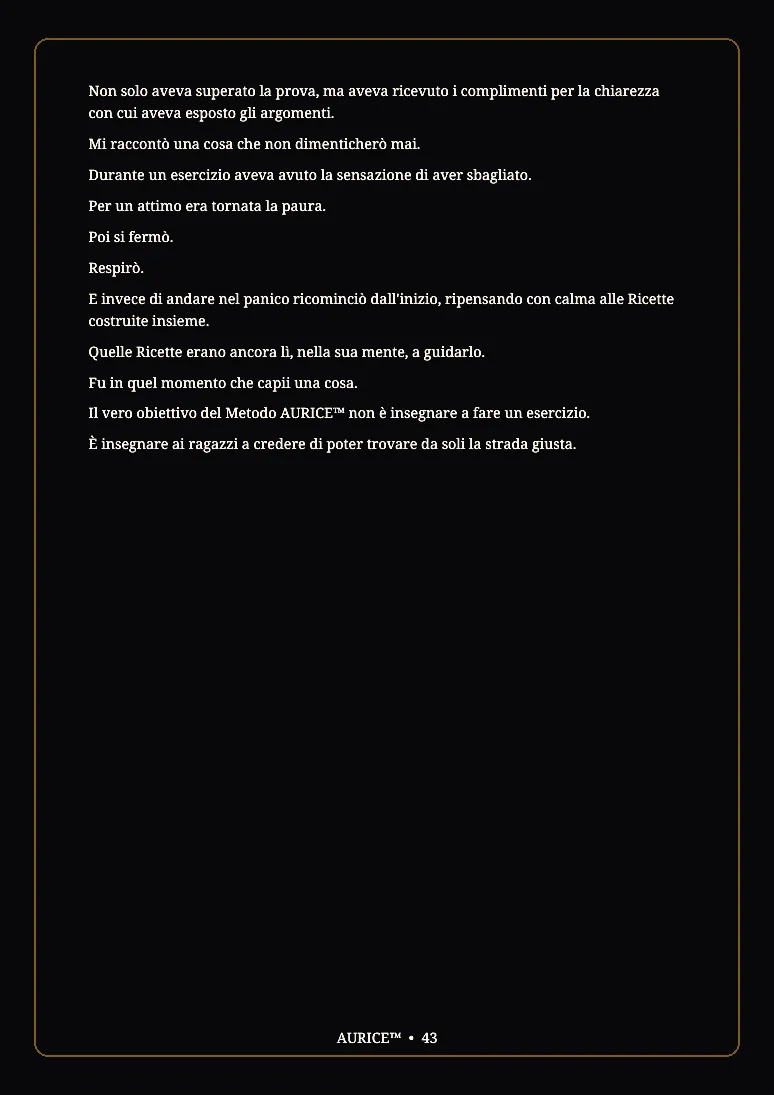 Non solo aveva superato la prova, ma aveva ricevuto i complimenti per la chiarezza
con cui aveva esposto gli argomenti.
Mi raccontò una cosa che non dimenticherò mai.
Durante un esercizio aveva avuto la sensazione di aver sbagliato.
Per un attimo era tornata la paura.
Poi si fermò.
Respirò.
E invece di andare nel panico ricominciò dall'inizio, ripensando con calma alle Ricette
costruite insieme.
Quelle Ricette erano ancora lì, nella sua mente, a guidarlo.
Fu in quel momento che capii una cosa.
Il vero obiettivo del Metodo AURICE™ non è insegnare a fare un esercizio.
È insegnare ai ragazzi a credere di poter trovare da soli la strada giusta.
AURICE™ • 43